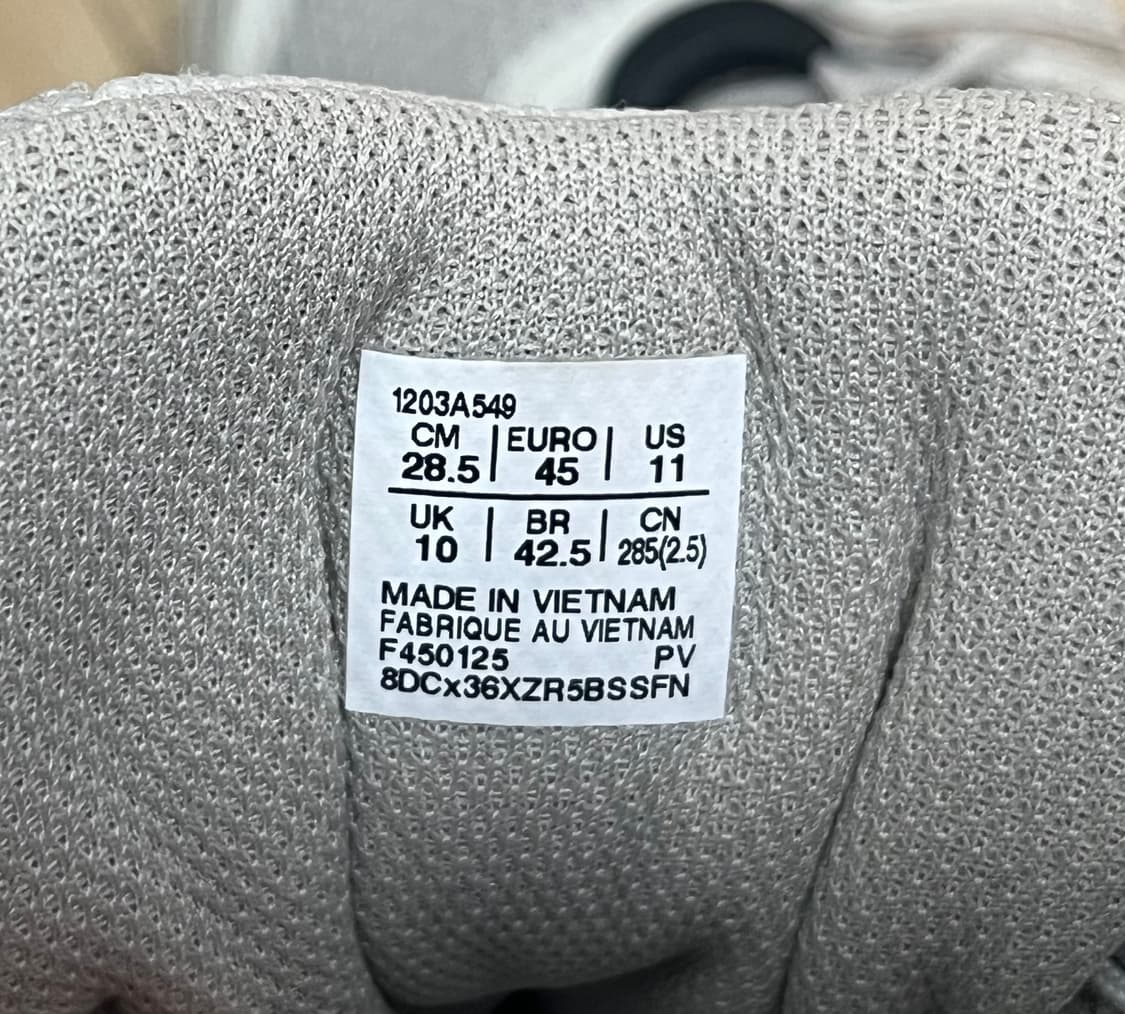 1203A549
CM | EURO | US
28.5 | 45 | 11
UK | BR | CN
10 | 42.5 | 285(2.5)
MADE IN VIETNAM
FABRIQUE AU VIETNAM
F450125 PV
8DCx36XZR5BSSFN